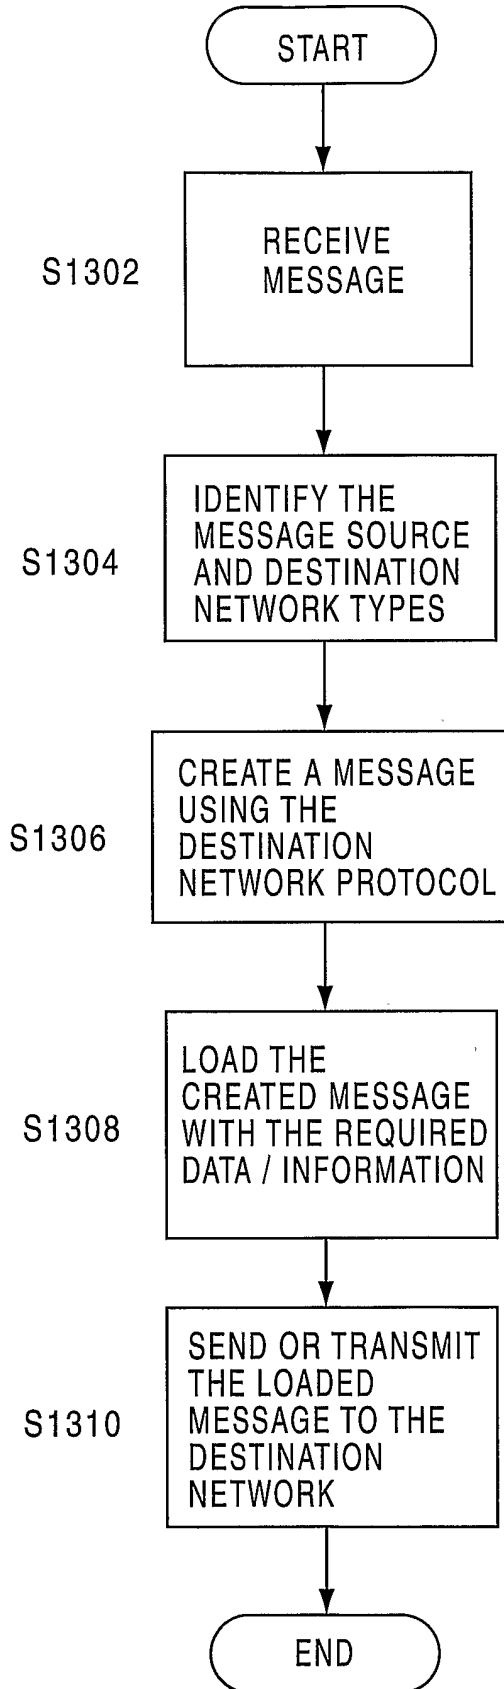 START
S1302
RECEIVE
MESSAGE
S1304
IDENTIFY THE
MESSAGE SOURCE
AND DESTINATION
NETWORK TYPES
S1306
CREATE A MESSAGE
USING THE
DESTINATION
NETWORK PROTOCOL
S1308
LOAD THE
CREATED MESSAGE
WITH THE REQUIRED
DATA / INFORMATION
S1310
SEND OR TRANSMIT
THE LOADED
MESSAGE TO THE
DESTINATION
NETWORK
END